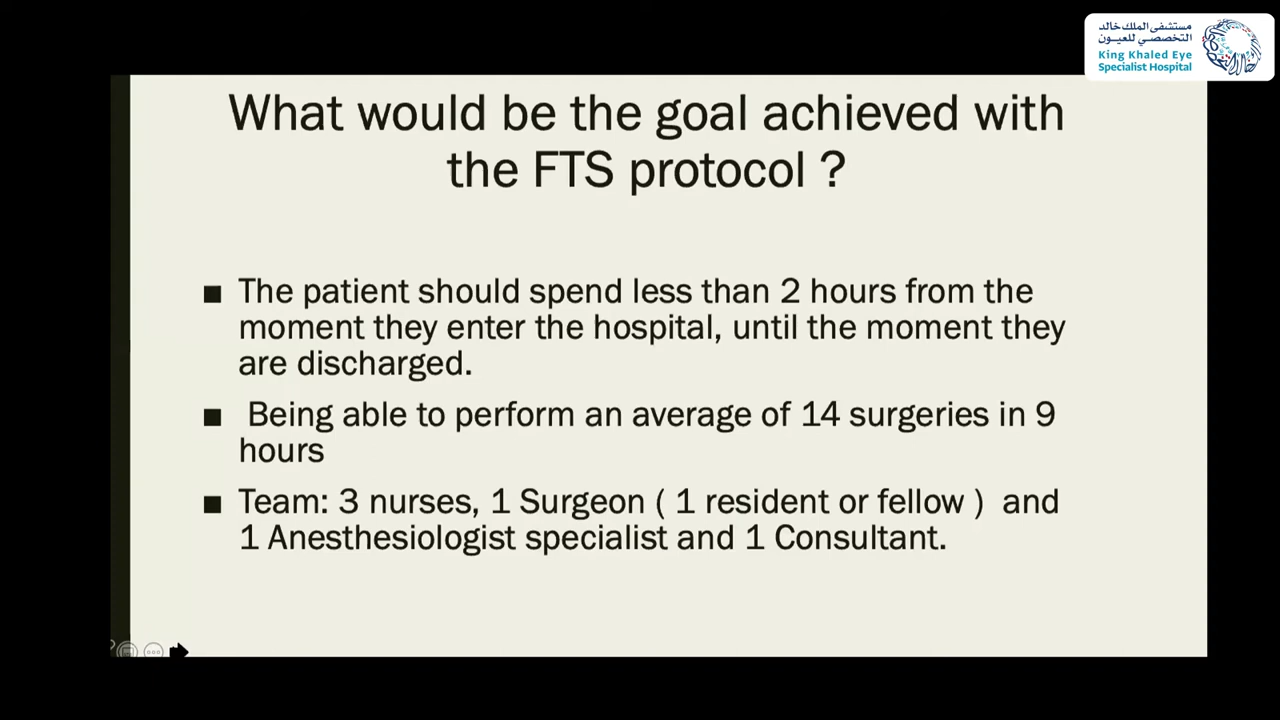 مستشفى الملك خالد
التخصصي للعيون
King Khaled Eye
Specialist Hospital
What would be the goal achieved with
the FTS protocol ?
■ The patient should spend less than 2 hours from the
moment they enter the hospital, until the moment they
are discharged.
■ Being able to perform an average of 14 surgeries in 9
hours
■ Team: 3 nurses, 1 Surgeon ( 1 resident or fellow ) and
1 Anesthesiologist specialist and 1 Consultant.